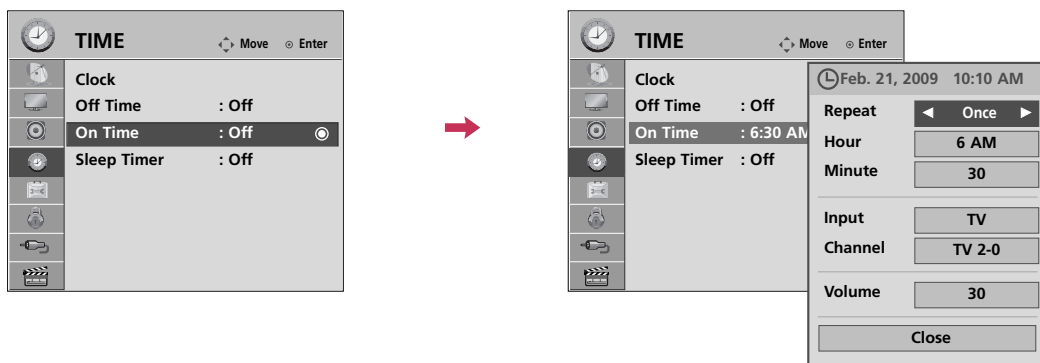 TIME Move Enter
Clock
Off Time : Off
On Time : Off
Sleep Timer : Off
TIME Move Enter
Clock
Off Time : Off
On Time : 6:30 AM
Sleep Timer : Off
Feb. 21, 2009 10:10 AM
Repeat ◄ Once ►
Hour 6 AM
Minute 30
Input TV
Channel TV 2-0
Volume 30
Close